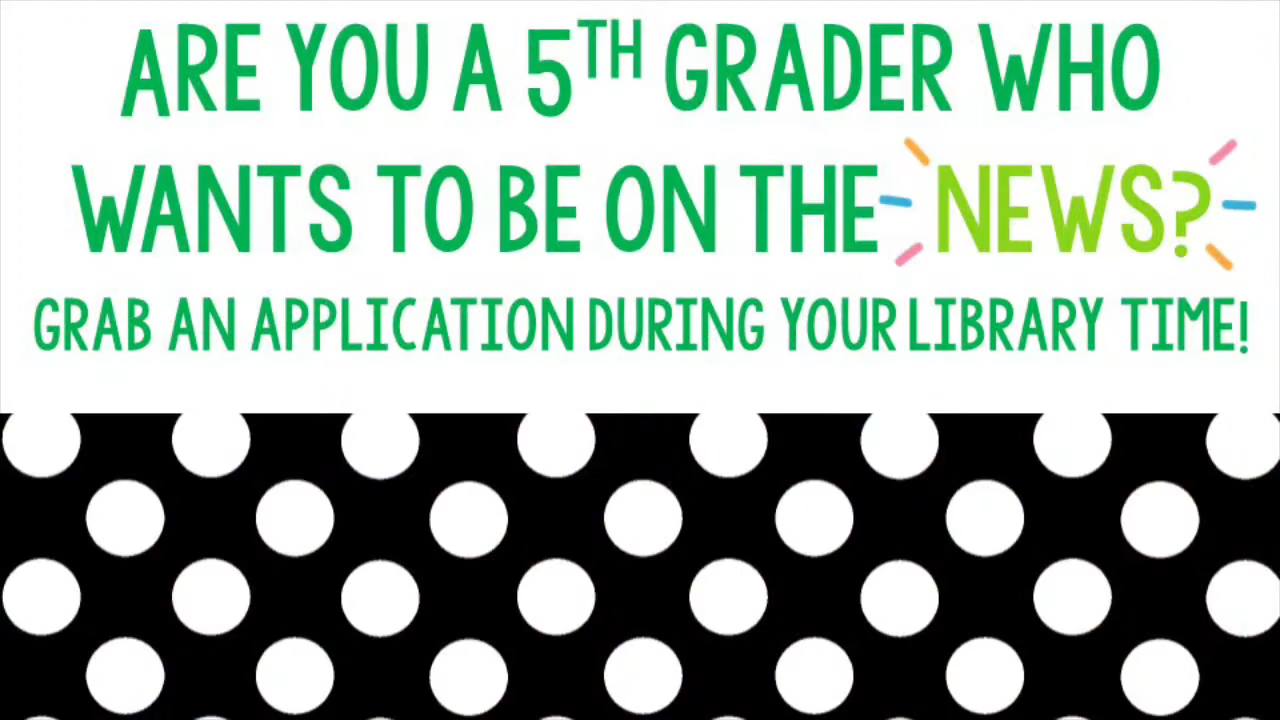 ARE YOU A 5TH GRADER WHO
WANTS TO BE ON THE NEWS?
GRAB AN APPLICATION DURING YOUR LIBRARY TIME!